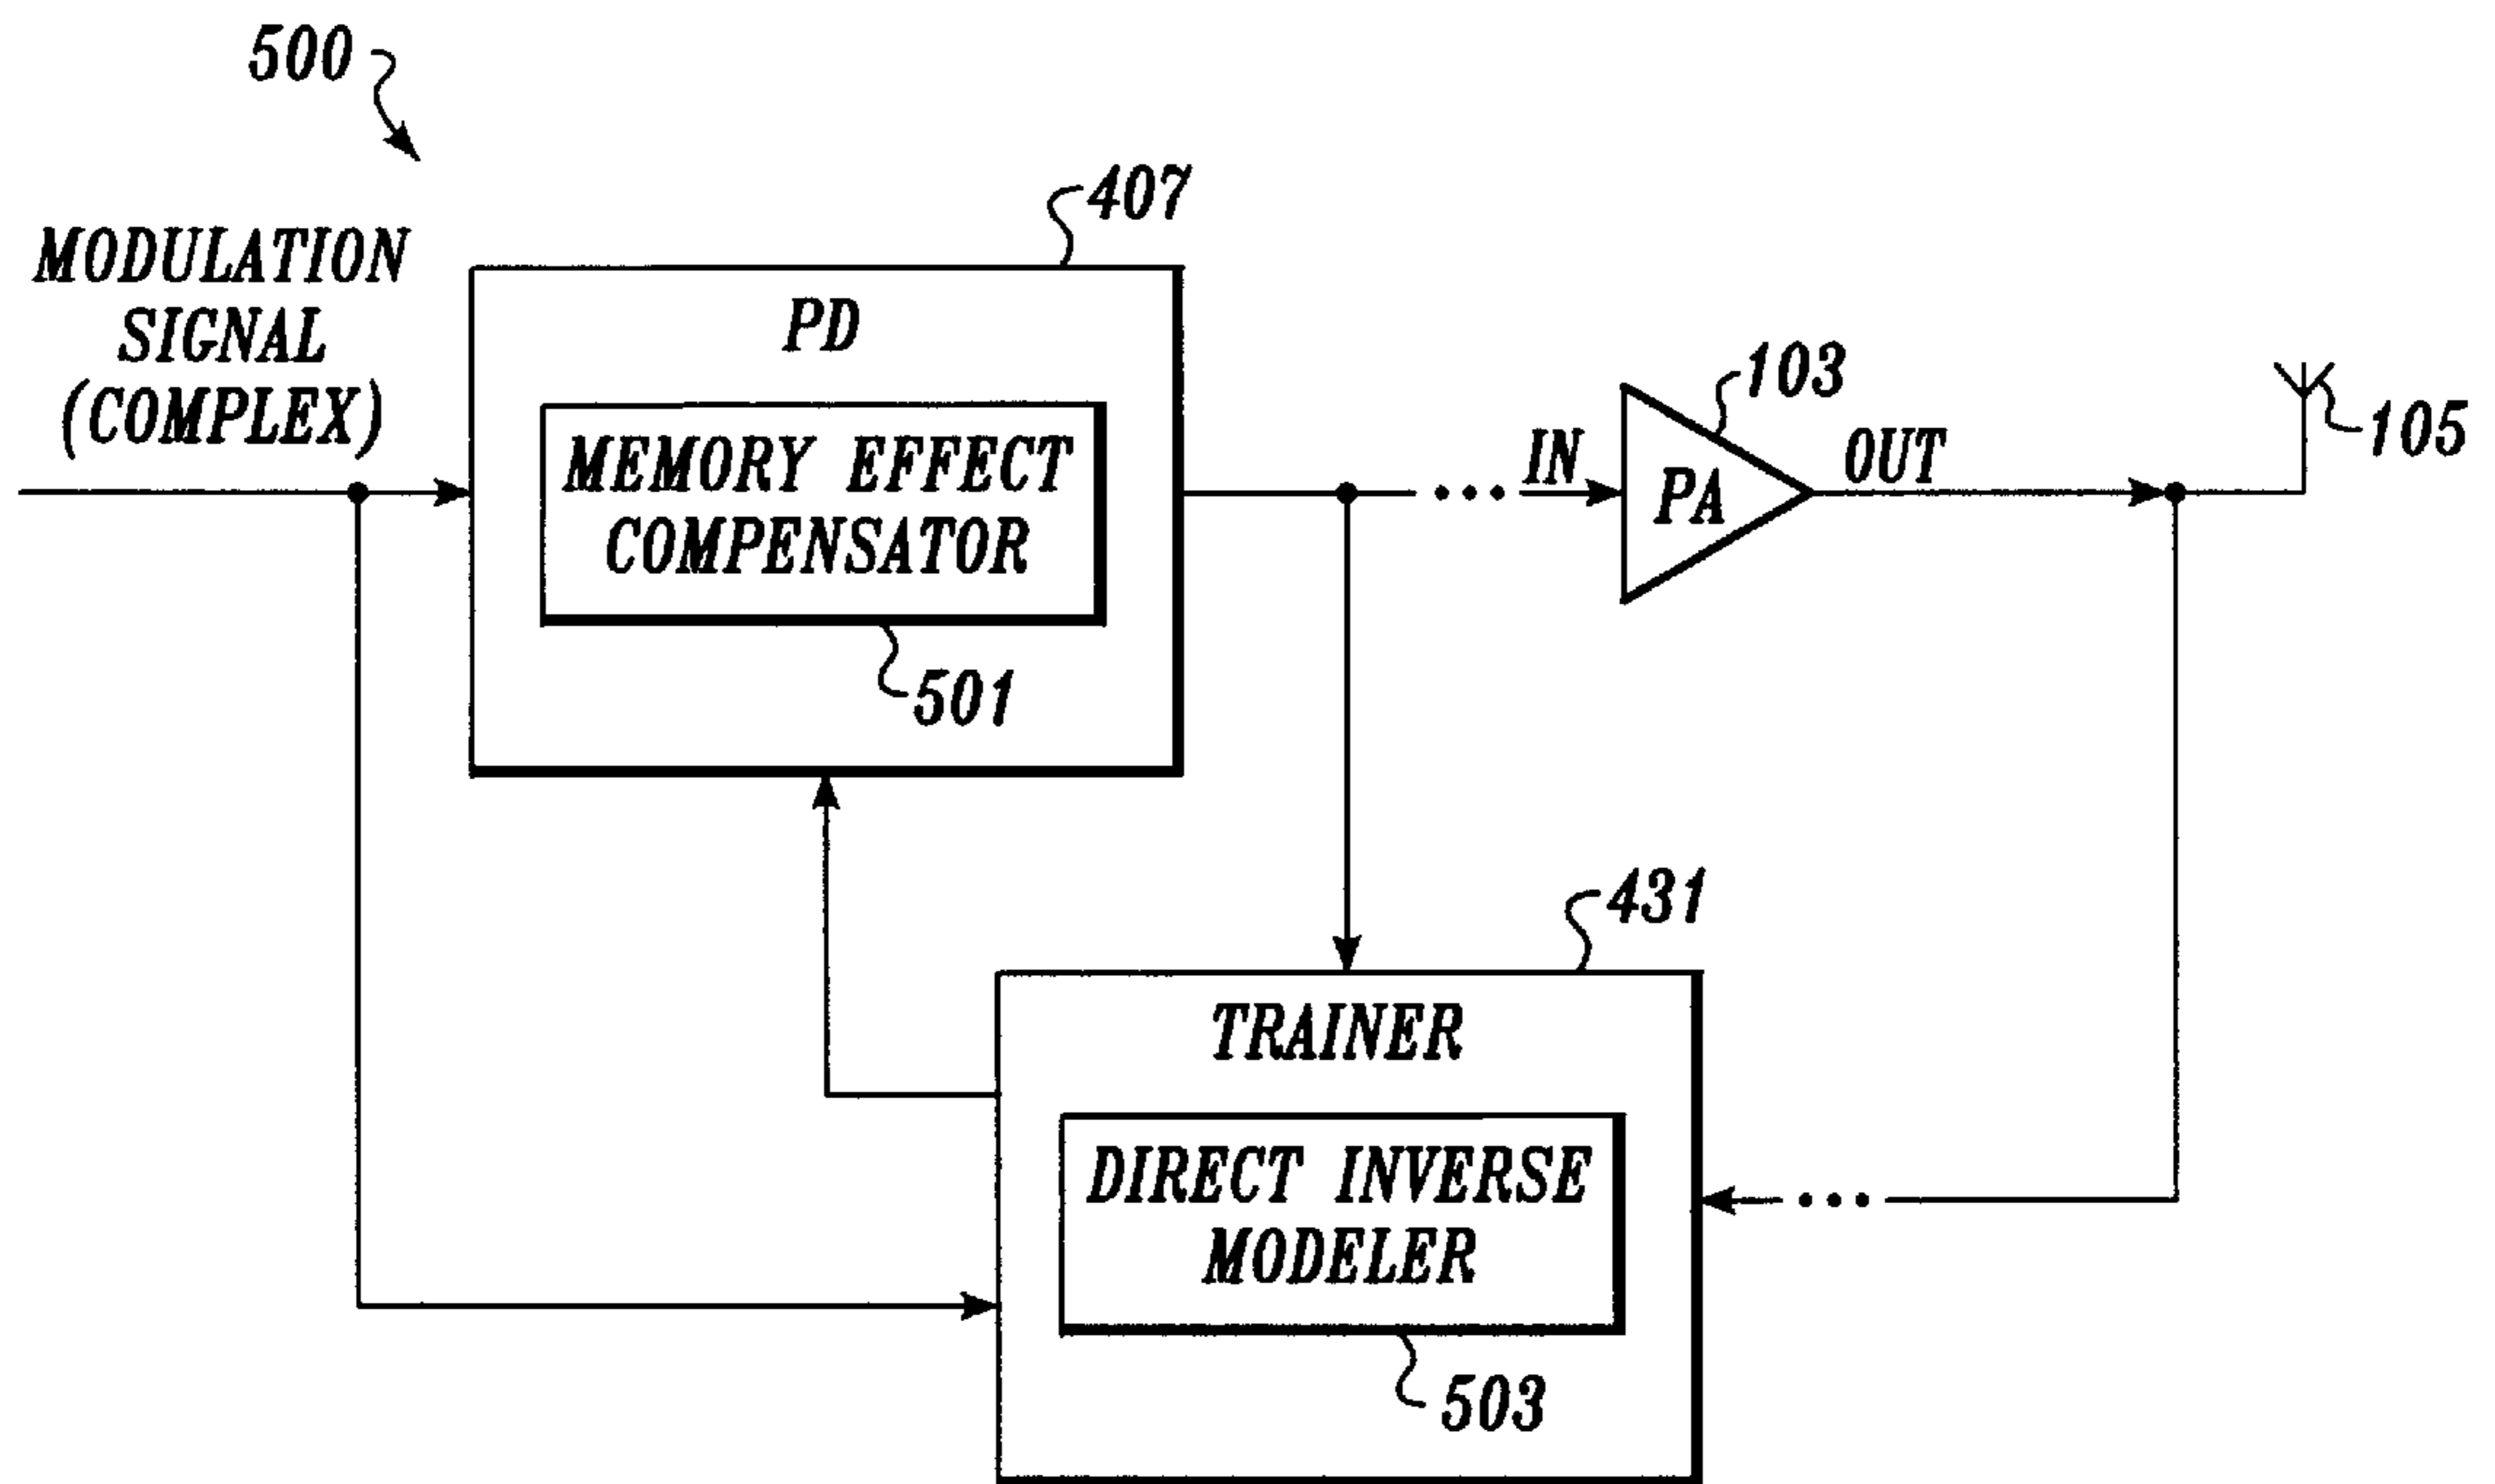 500
407
MODULATION
SIGNAL
(COMPLEX)
PD
MEMORY EFFECT
COMPENSATOR
501
IN
PA
103
OUT
105
431
TRAINER
DIRECT INVERSE
MODELER
503